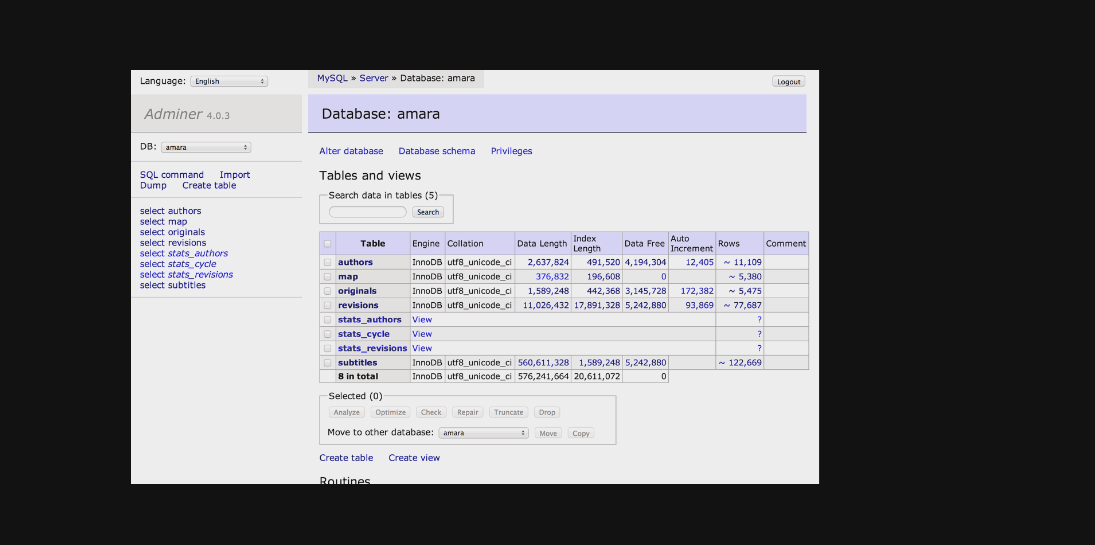 Language: English
MySQL » Server » Database: amara
Logout
Adminer 4.0.3
Database: amara
DB: amara
Alter database Database schema Privileges
SQL command Import
Dump Create table
Tables and views
Search data in tables (5)
Search
select authors
select map
select originals
select revisions
select stats_authors
select stats_cycle
select stats_revisions
select subtitles
Table Engine Collation Data Length Index Length Data Free Auto Increment Rows Comment
authors InnoDB utf8_unicode_ci 2,637,824 491,520 4,194,304 12,405 ~ 11,109
map InnoDB utf8_unicode_ci 376,832 196,608 0 ~ 5,380
originals InnoDB utf8_unicode_ci 1,589,248 442,368 3,145,728 172,382 ~ 5,475
revisions InnoDB utf8_unicode_ci 11,026,432 17,891,328 5,242,880 93,869 ~ 77,687
stats_authors View ?
stats_cycle View ?
stats_revisions View ?
subtitles InnoDB utf8_unicode_ci 560,611,328 1,589,248 5,242,880 ~ 122,669
8 in total InnoDB utf8_unicode_ci 576,241,664 20,611,072 0
Selected (0)
Analyze Optimize Check Repair Truncate Drop
Move to other database: amara Move Copy
Create table Create view
Routines